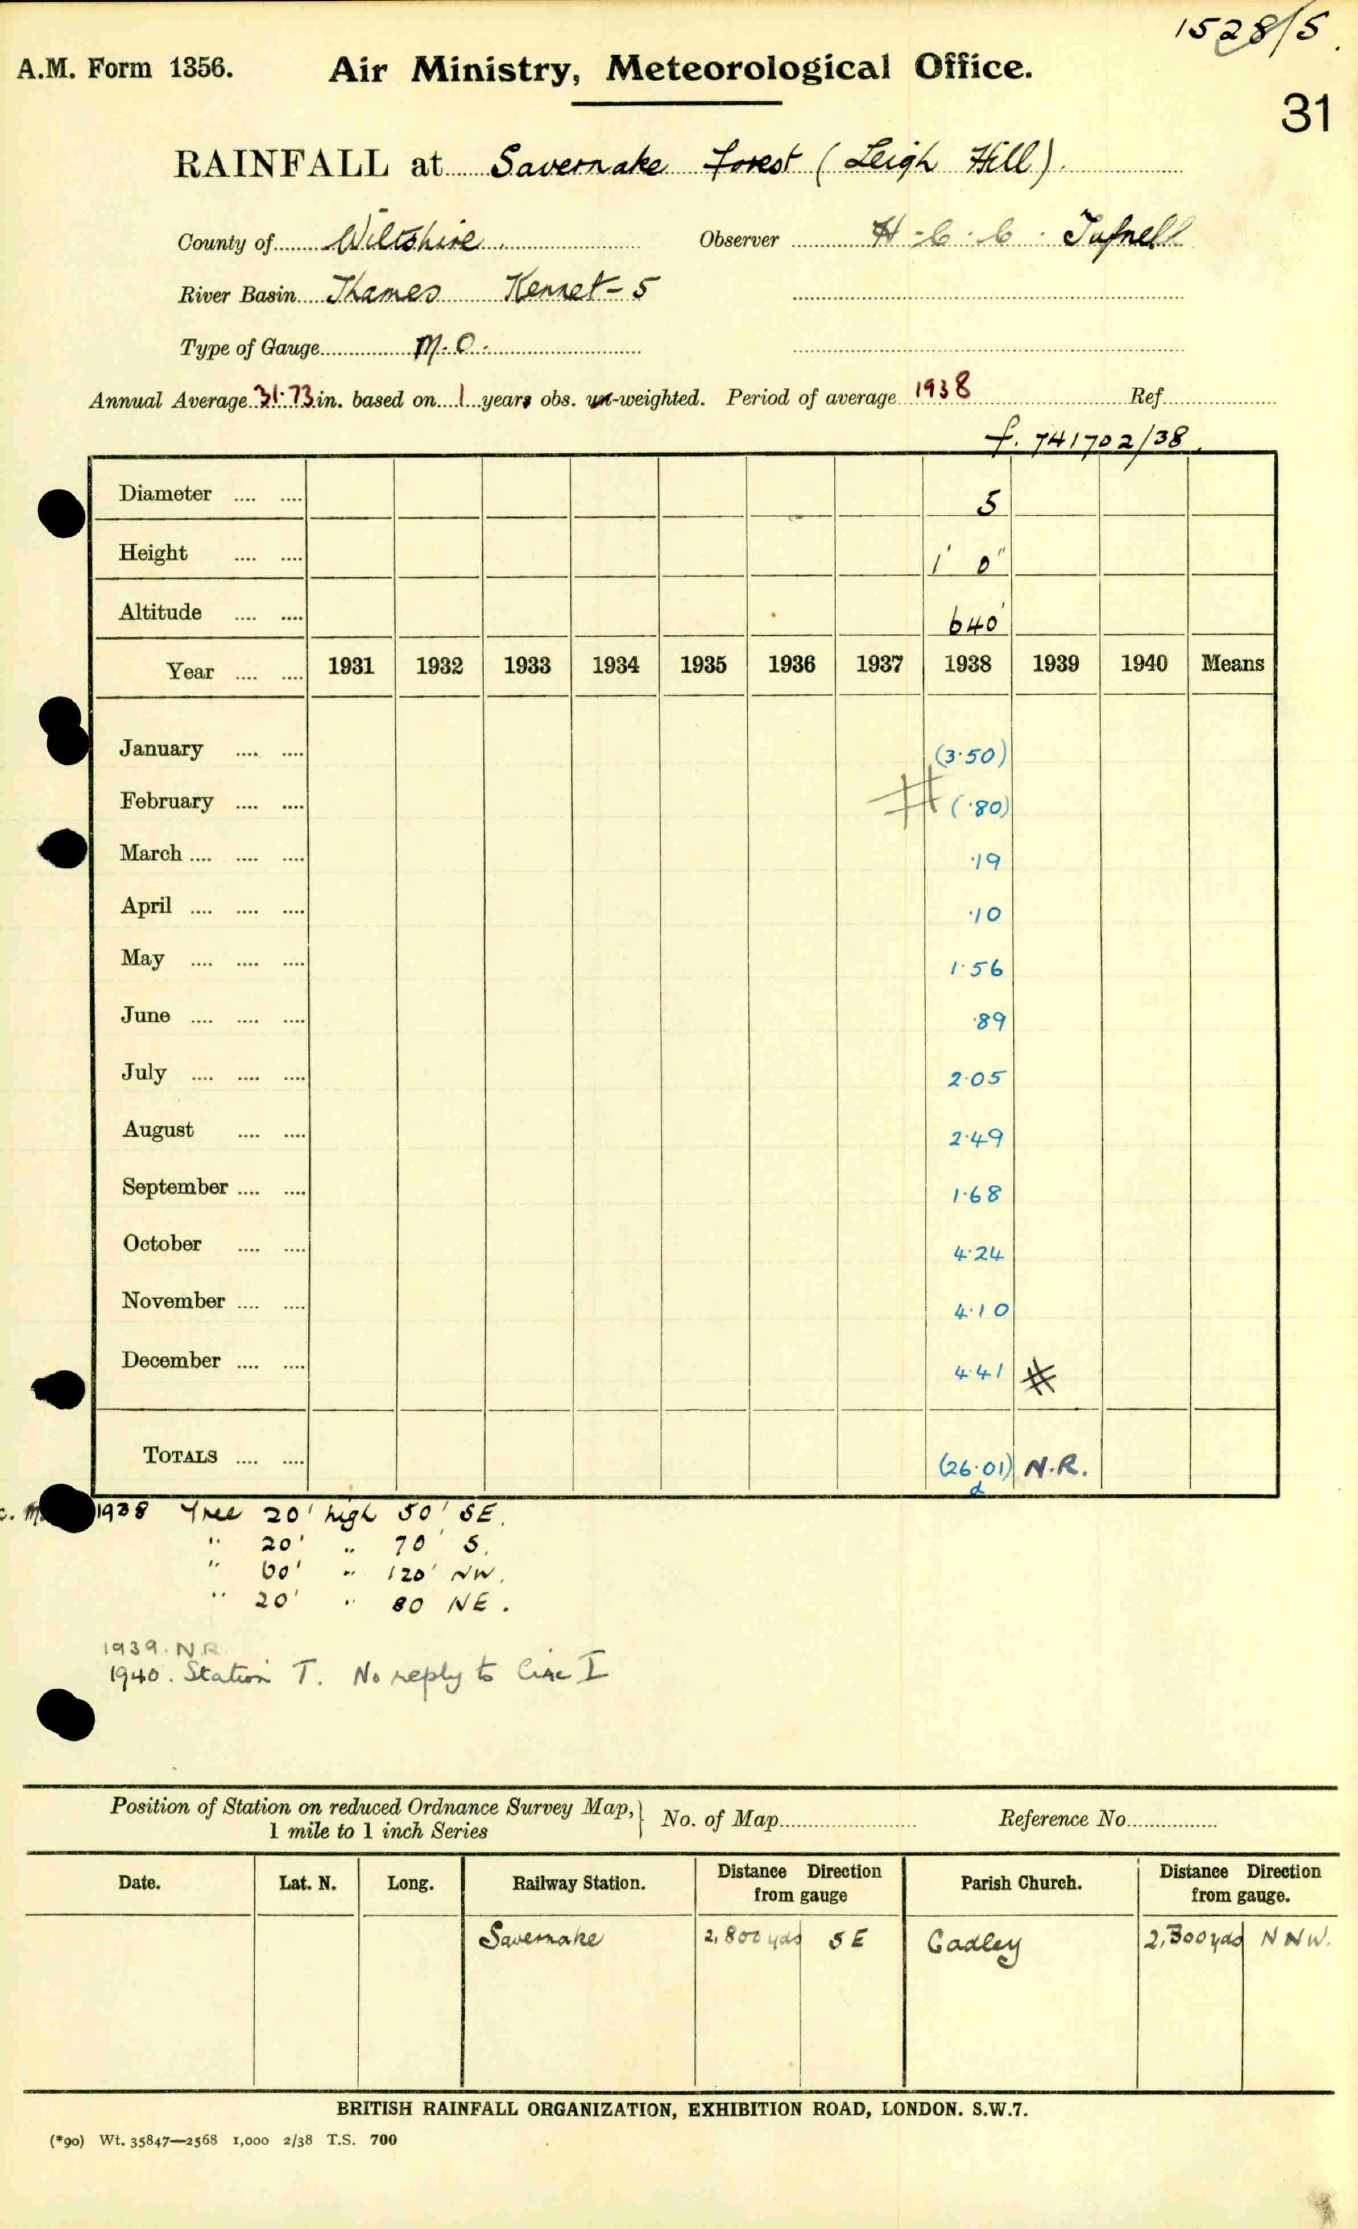 1528/5.
A.M. Form 1356. Air Ministry, Meteorological Office.
31
RAINFALL at Savernake Forest (Leigh Hill).
County of Wiltshire Observer H. C. C. Tufnell
River Basin Thames Kennet-5
Type of Gauge M.O.
Annual Average 31.73 in. based on 1 years obs. un-weighted. Period of average 1938 Ref
f. 741702/38.
Diameter .... .... 5
Height .... .... 1' 0"
Altitude .... .... 640'
Year .... .... 1931 1932 1933 1934 1935 1936 1937 1938 1939 1940 Means
January .... .... (3.50)
February .... .... # (.80)
March .... .... .... .19
April .... .... .... .10
May .... .... .... 1.56
June .... .... .... .89
July .... .... .... 2.05
August .... .... 2.49
September .... .... 1.68
October .... .... 4.24
November .... .... 4.10
December .... .... 4.41 #
TOTALS .... .... (26.01) N.R.
d
1938 Tree 20' high 50' SE.
" 20' " 70' S.
" 60' " 120' NW.
" 20' " 80 NE.
1939. N.R.
1940. Station T. No reply to Circ I
Position of Station on reduced Ordnance Survey Map, } No. of Map Reference No.
1 mile to 1 inch Series
Date. Lat. N. Long. Railway Station. Distance Direction from gauge Parish Church. Distance Direction from gauge.
Savernake 2,800 yds SE Cadley 2,300 yds NNW.
BRITISH RAINFALL ORGANIZATION, EXHIBITION ROAD, LONDON. S.W.7.
(*90) Wt. 35847—2568 1,000 2/38 T.S. 700